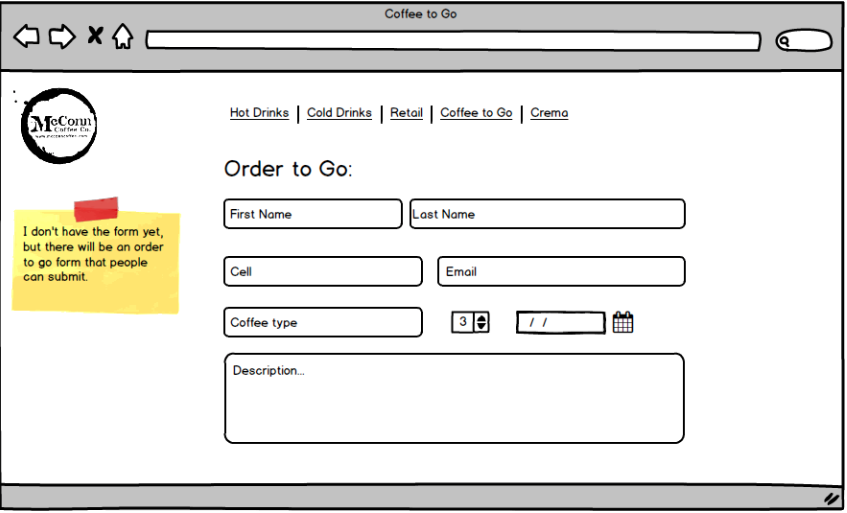 Coffee to Go
Hot Drinks | Cold Drinks | Retail | Coffee to Go | Crema
McConn
Coffee Co.
Order to Go:
First Name Last Name
I don't have the form yet,
but there will be an order
to go form that people
can submit.
Cell Email
Coffee type 3 / /
Description...